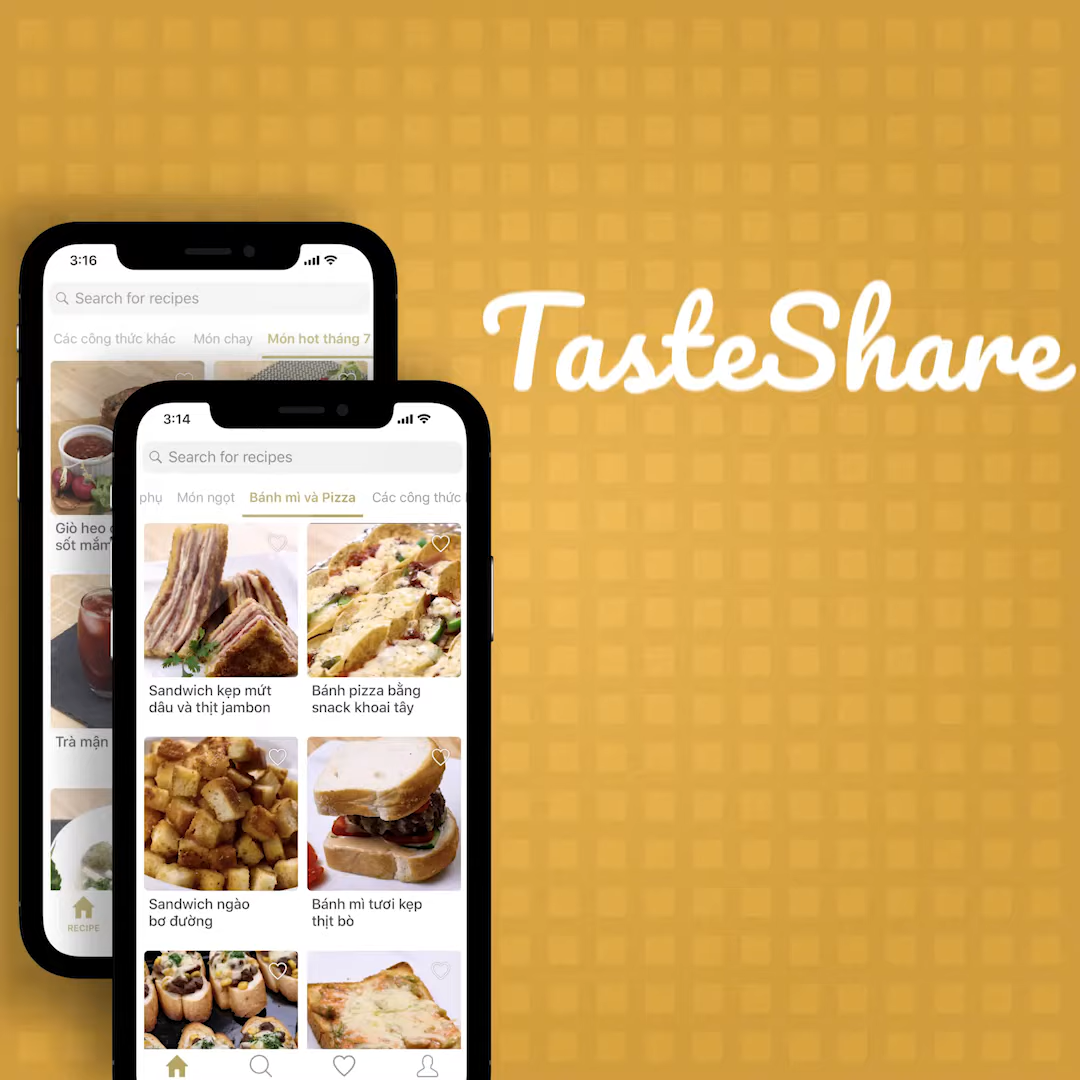 TasteShare
3:16
Search for recipes
Các công thức khác Món chay Món hot tháng 7
Giò heo
sốt mắm
Trà mận
RECIPE
3:14
Search for recipes
phụ Món ngọt Bánh mì và Pizza Các công thức
Sandwich kẹp mứt
dâu và thịt jambon
Bánh pizza bằng
snack khoai tây
Sandwich ngào
bơ đường
Bánh mì tươi kẹp
thịt bò